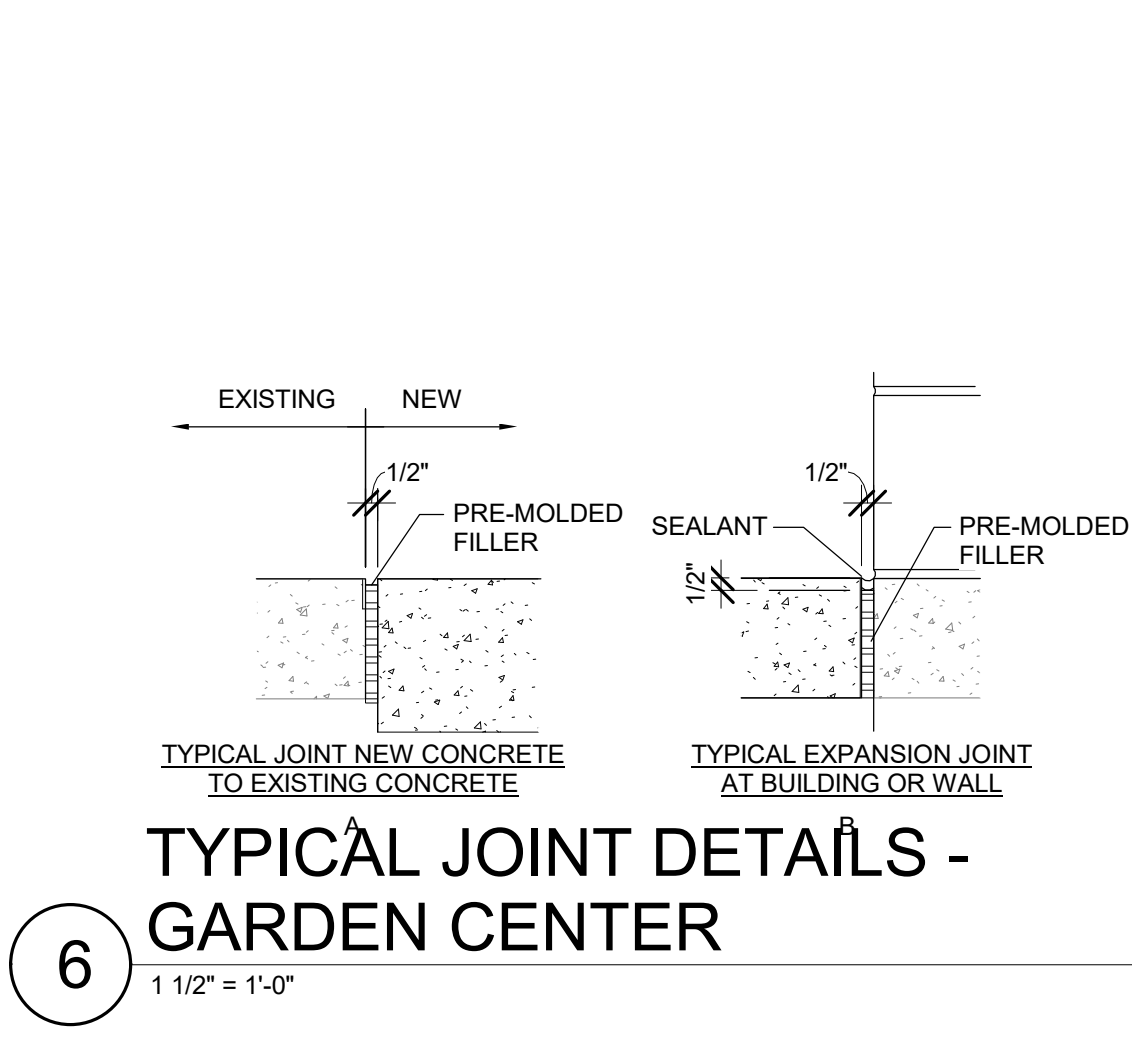 EXISTING NEW
1/2"
PRE-MOLDED
FILLER
TYPICAL JOINT NEW CONCRETE
TO EXISTING CONCRETE
A
1/2"
SEALANT
PRE-MOLDED
FILLER
1/2"
TYPICAL EXPANSION JOINT
AT BUILDING OR WALL
B
TYPICAL JOINT DETAILS -
GARDEN CENTER
6
1 1/2" = 1'-0"